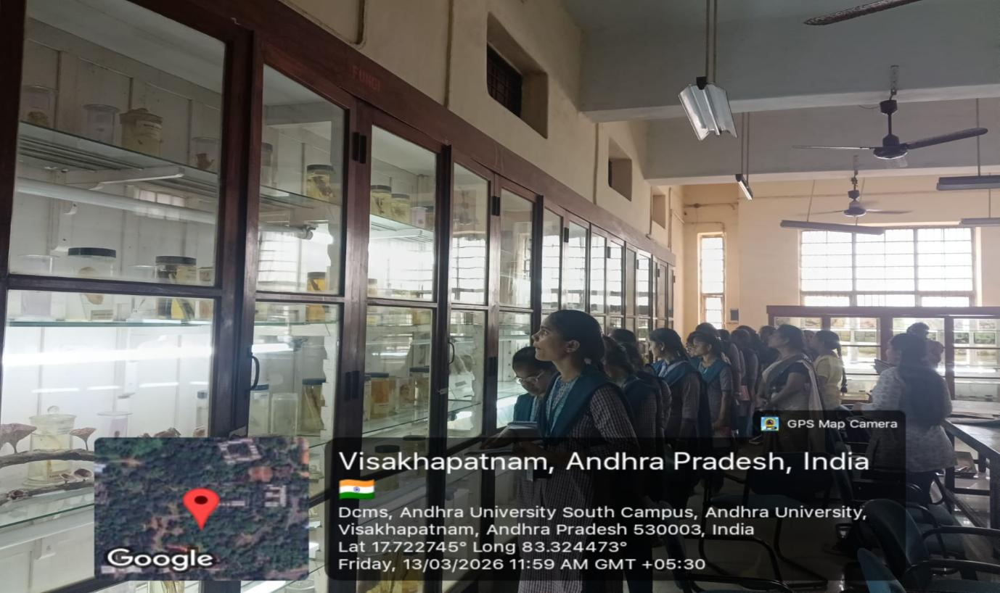 FUNGI
GPS Map Camera
Visakhapatnam, Andhra Pradesh, India
Dcms, Andhra University South Campus, Andhra University,
Visakhapatnam, Andhra Pradesh 530003, India
Lat 17.722745° Long 83.324473°
Friday, 13/03/2026 11:59 AM GMT +05:30
Google